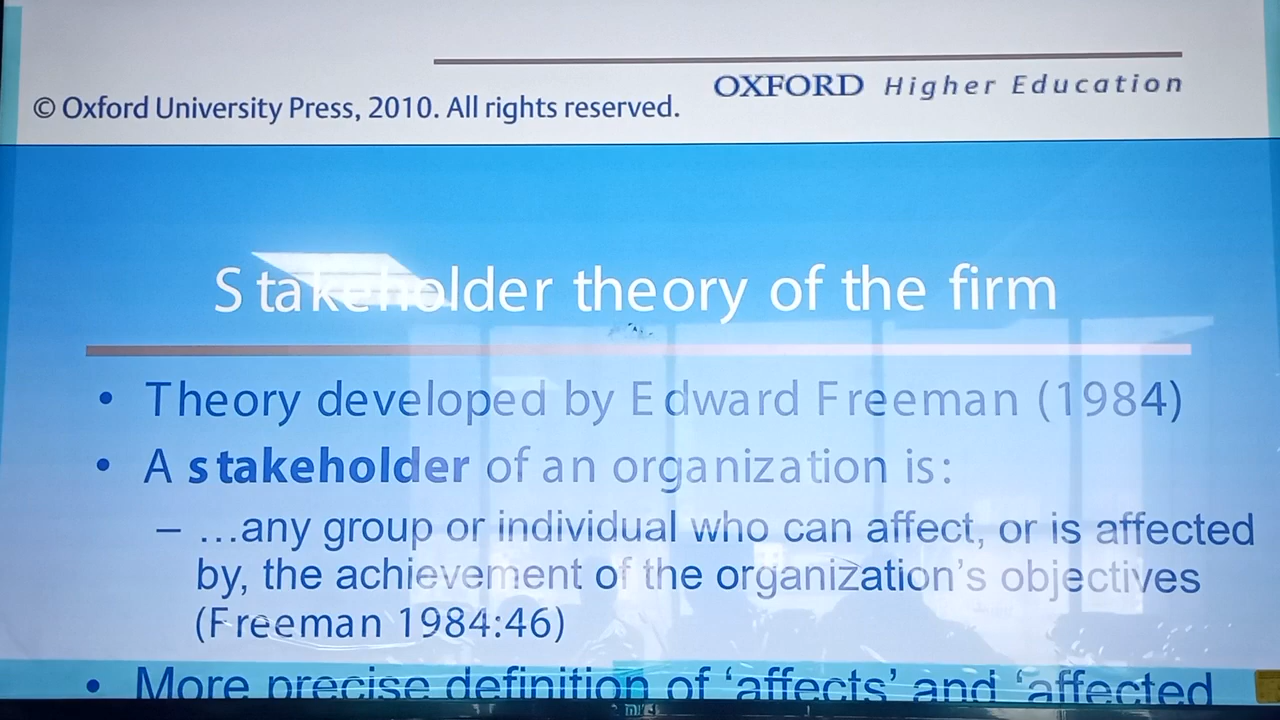 OXFORD Higher Education
© Oxford University Press, 2010. All rights reserved.
Stakeholder theory of the firm
• Theory developed by Edward Freeman (1984)
• A stakeholder of an organization is:
– …any group or individual who can affect, or is affected
by, the achievement of the organization’s objectives
(Freeman 1984:46)
• More precise definition of ‘affects’ and ‘affected
mi